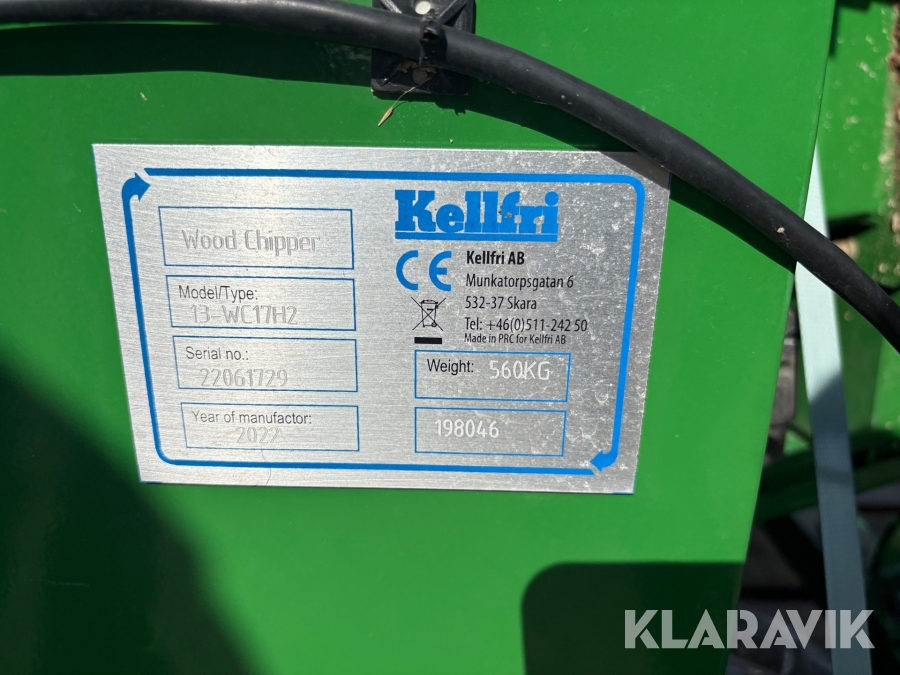 Wood Chipper
Model/Type:
13-WC17H2
Serial no.:
22061729
Year of manufactor:
2022
Kellfri
CE
Kellfri AB
Munkatorpsgatan 6
532-37 Skara
Tel: +46(0)511-242 50
Made in PRC for Kellfri AB
Weight: 560KG
198046
KLARAVIK